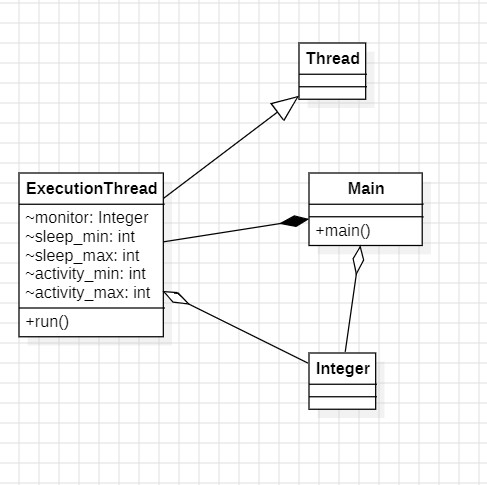 Thread
ExecutionThread
~monitor: Integer
~sleep_min: int
~sleep_max: int
~activity_min: int
~activity_max: int
+run()
Main
+main()
Integer